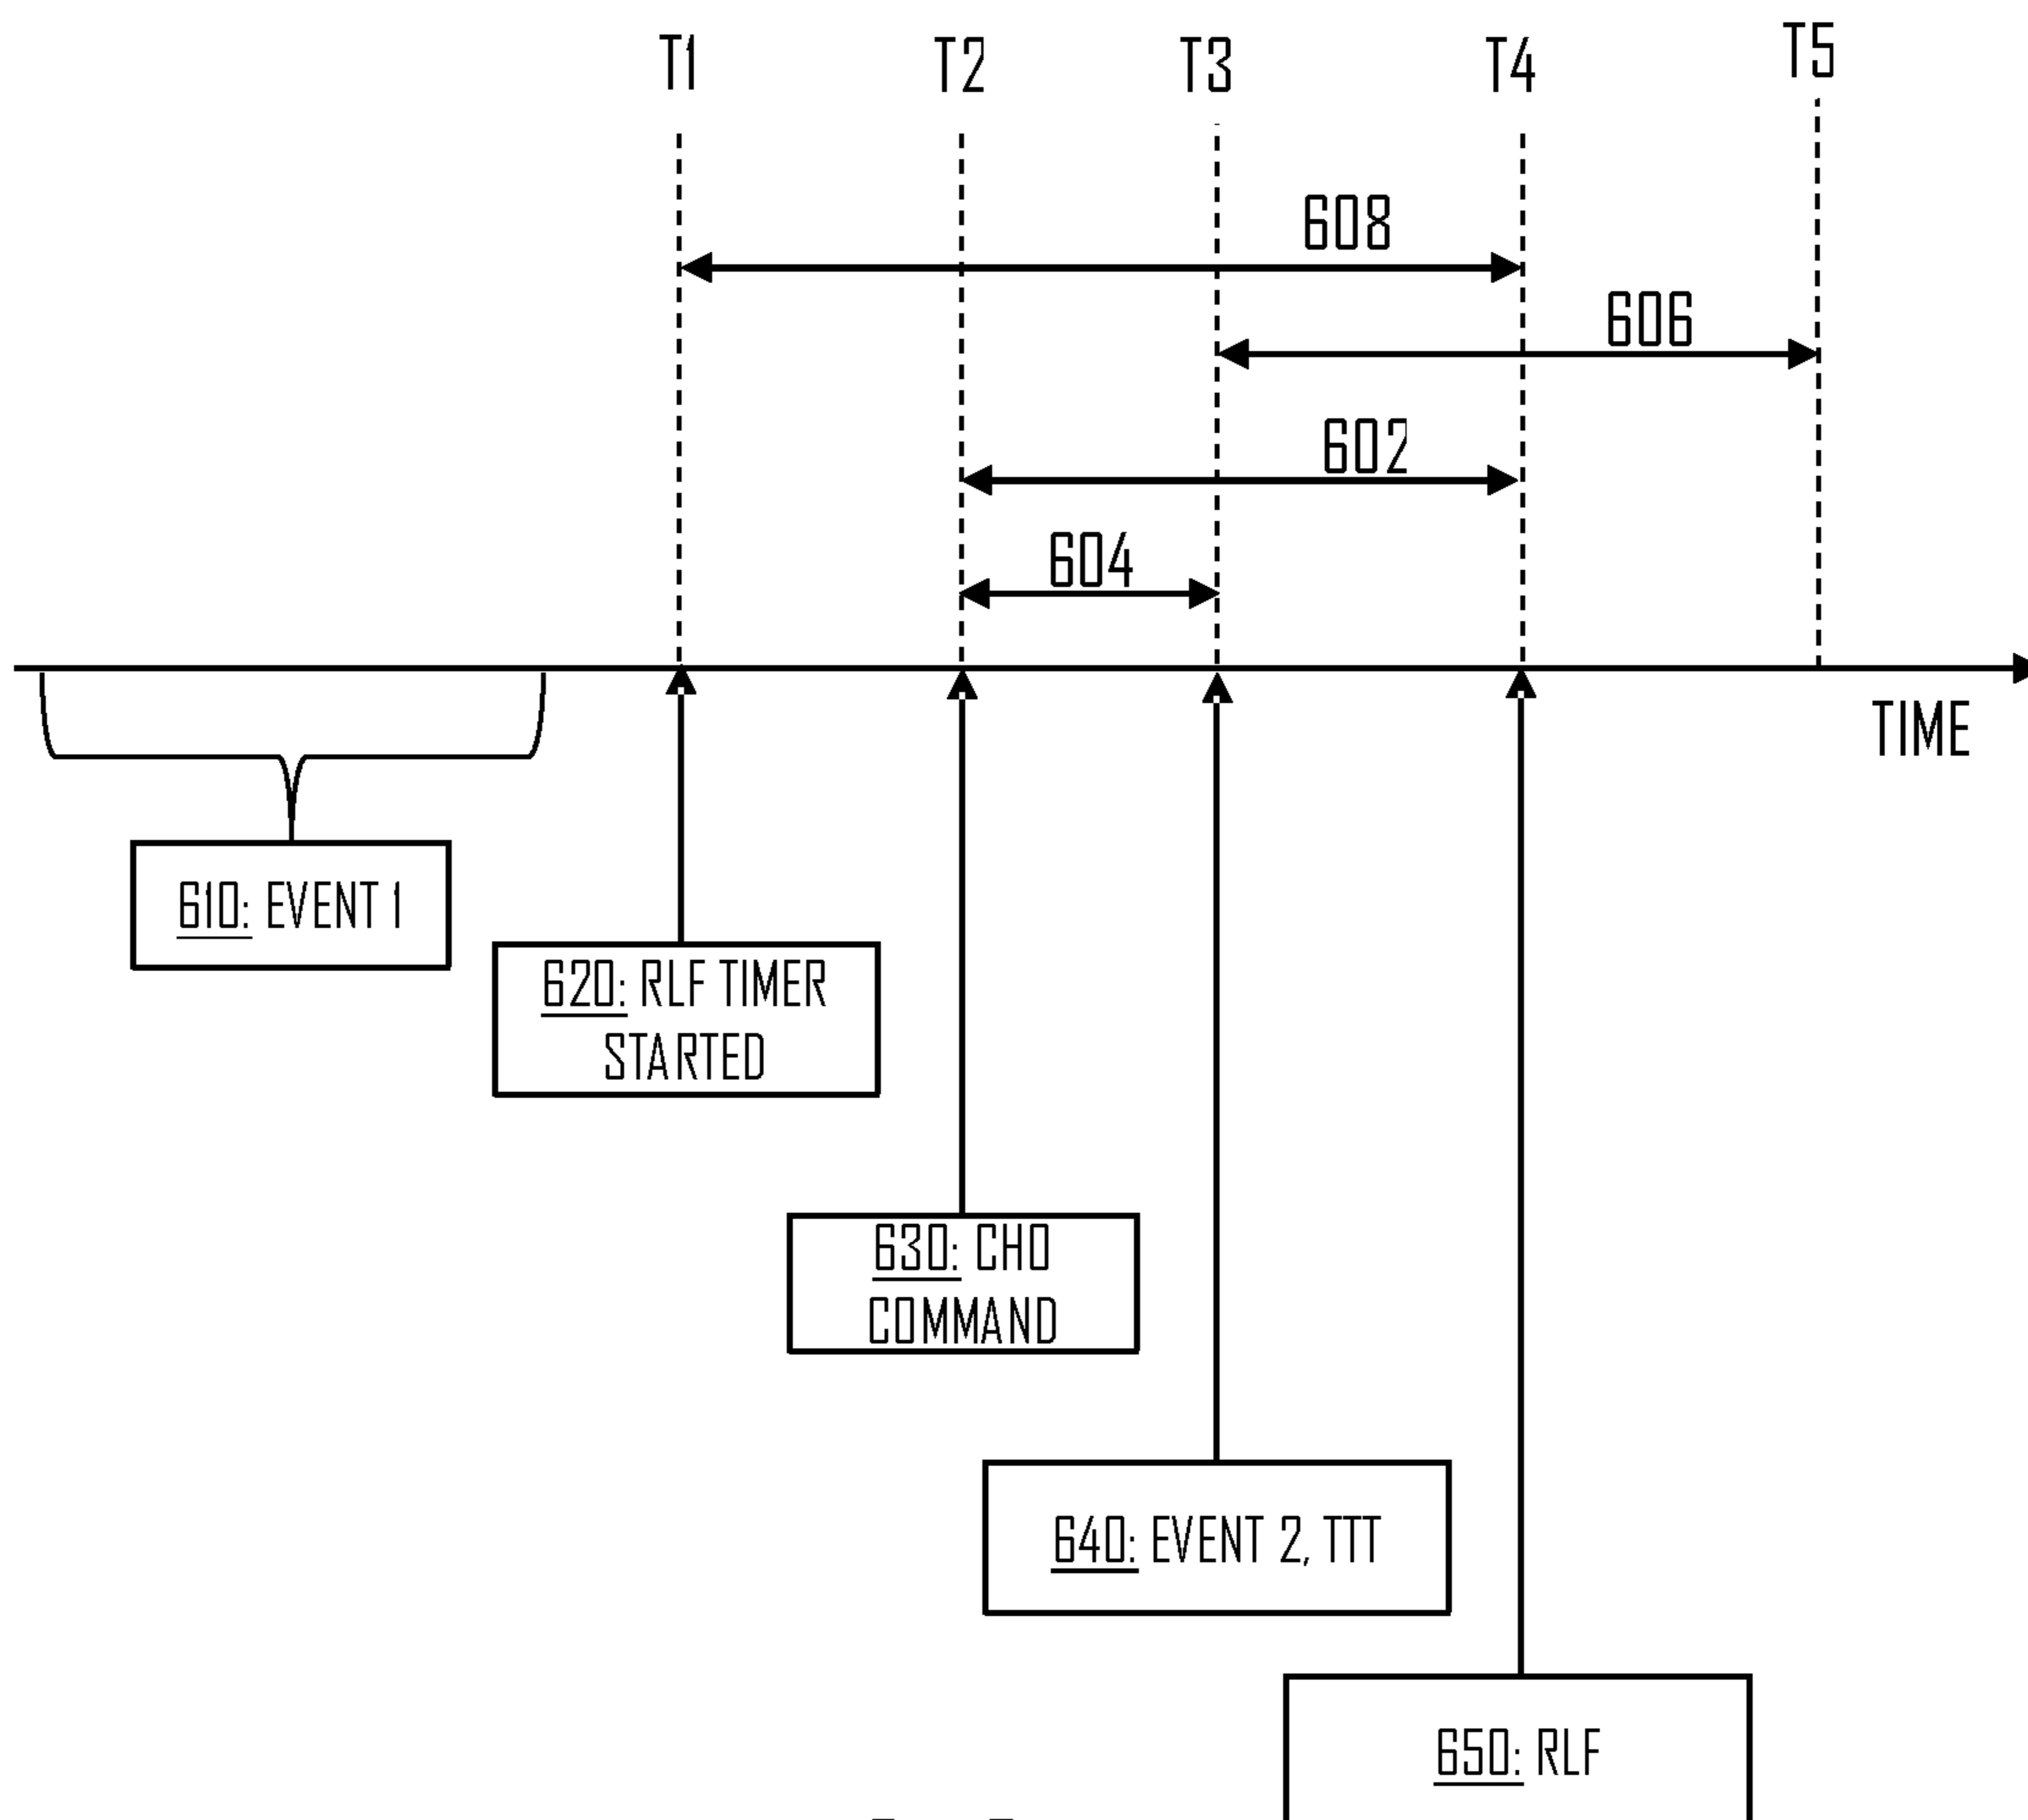 T1 T2 T3 T4 T5
608
606
602
604
TIME
610: EVENT 1
620: RLF TIMER
STARTED
630: CHO
COMMAND
640: EVENT 2, TTT
650: RLF